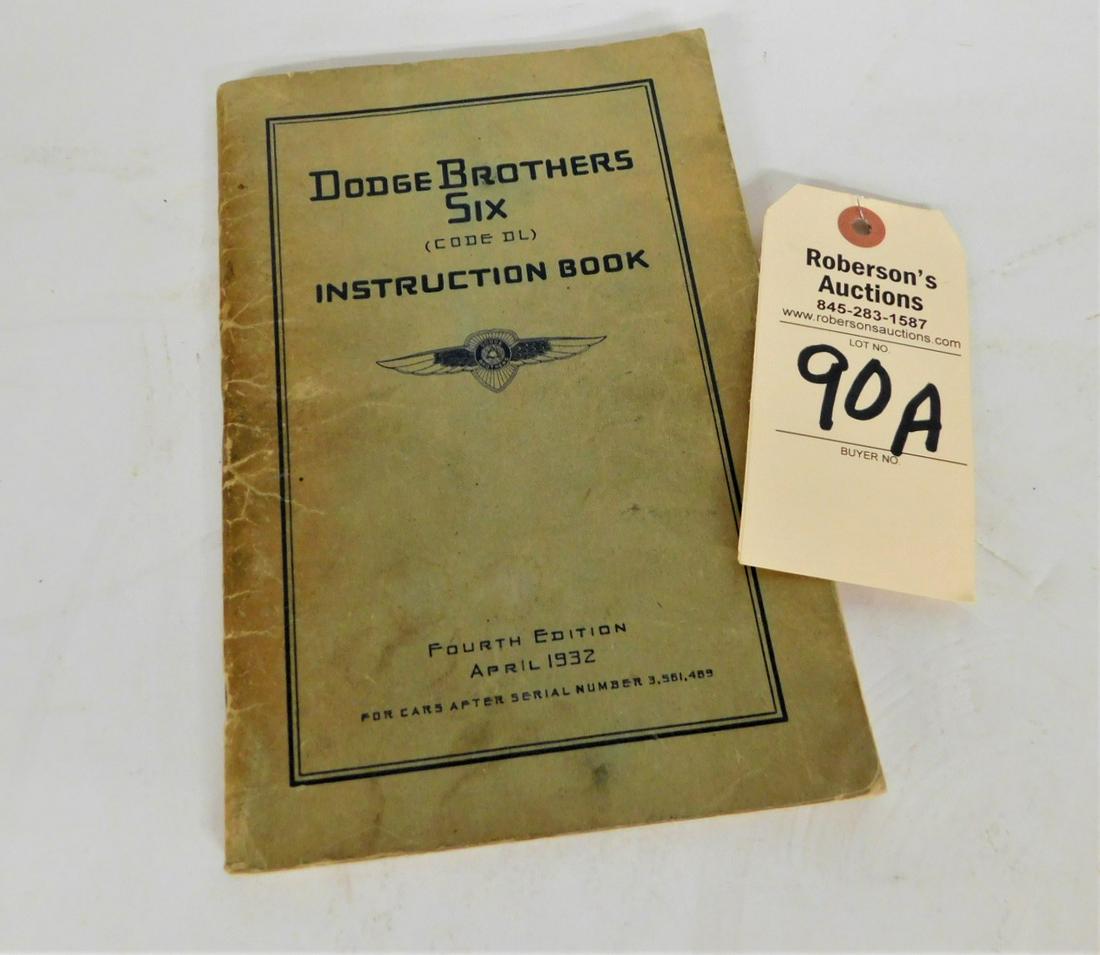 DODGE BROTHERS
SIX
(CODE DL)
INSTRUCTION BOOK
FOURTH EDITION
APRIL 1932
FOR CARS AFTER SERIAL NUMBER 3,561,489
Roberson's
Auctions
845-283-1587
www.robersonsauctions.com
LOT NO.
90A
BUYER NO.